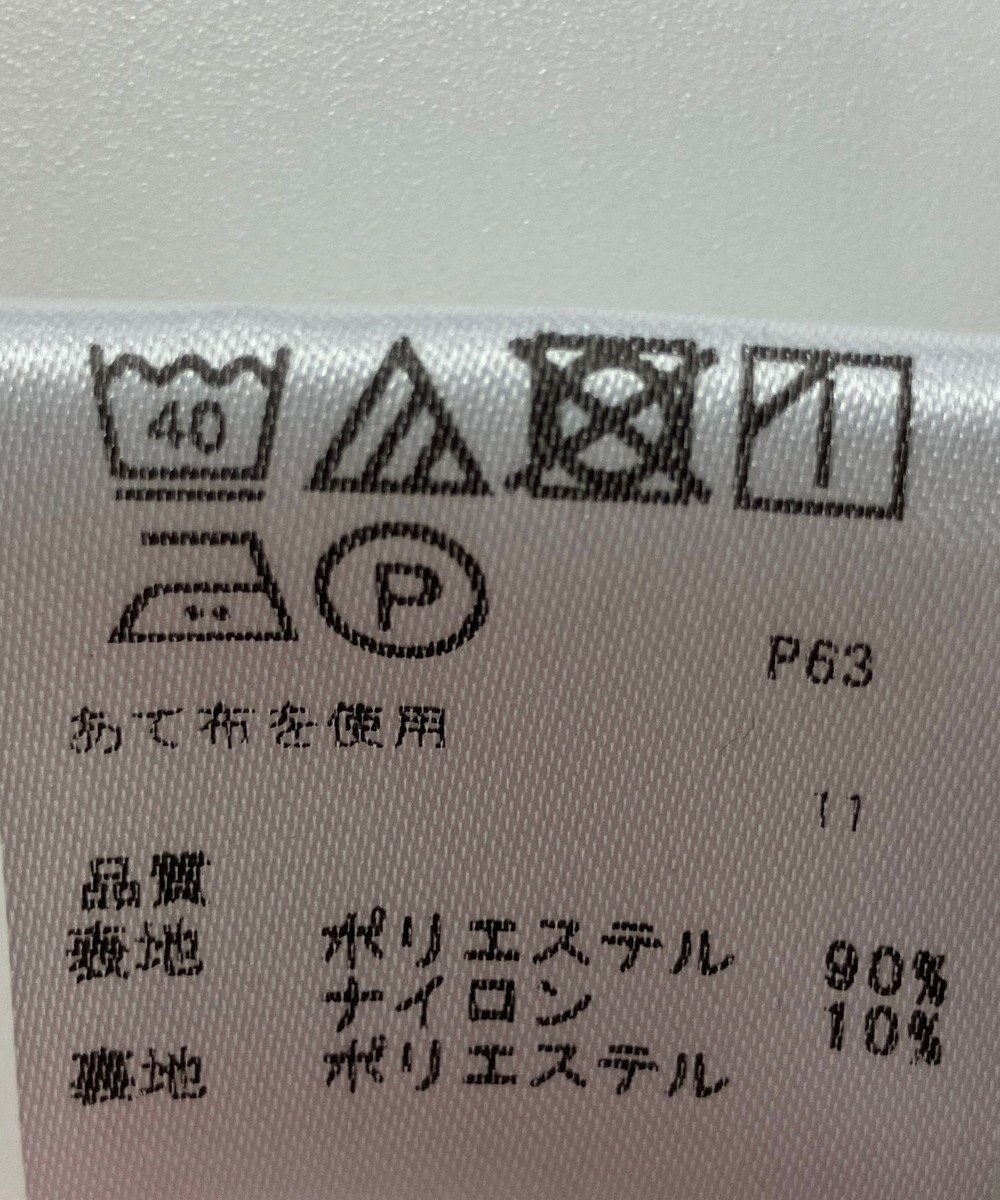 40
P
P63
あて布を使用
11
品質
表地 ポリエステル 90%
ナイロン 10%
裏地 ポリエステル